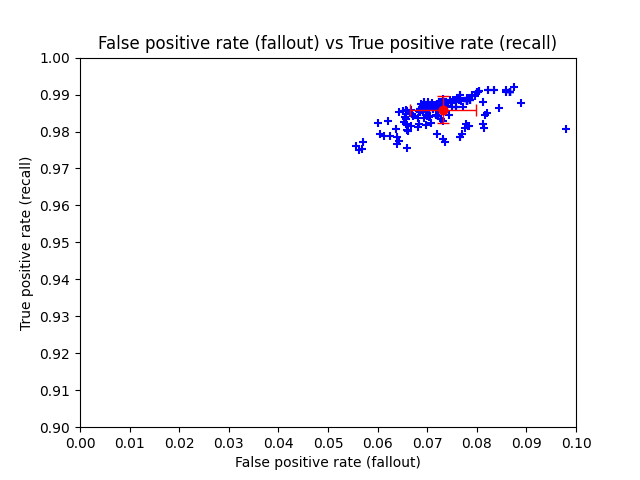 False positive rate (fallout) vs True positive rate (recall)
1.00
0.99
0.98
0.97
0.96
0.95
0.94
0.93
0.92
0.91
0.90
True positive rate (recall)
0.00 0.01 0.02 0.03 0.04 0.05 0.06 0.07 0.08 0.09 0.10
False positive rate (fallout)